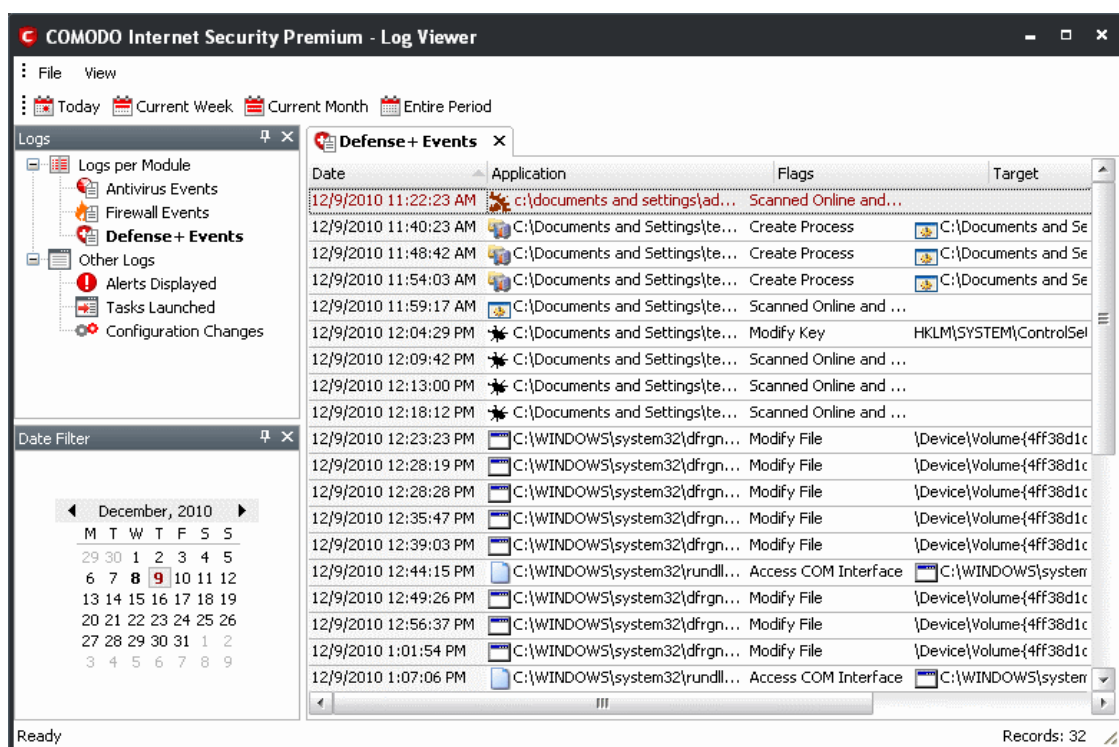 COMODO Internet Security Premium - Log Viewer
File View
Today Current Week Current Month Entire Period
Logs
Logs per Module
Antivirus Events
Firewall Events
Defense+ Events
Other Logs
Alerts Displayed
Tasks Launched
Configuration Changes
Date Filter
December, 2010
M T W T F S S
29 30 1 2 3 4 5
6 7 8 9 10 11 12
13 14 15 16 17 18 19
20 21 22 23 24 25 26
27 28 29 30 31 1 2
3 4 5 6 7 8 9
Defense+ Events
Date Application Flags Target
12/9/2010 11:22:23 AM c:\documents and settings\ad... Scanned Online and...
12/9/2010 11:40:23 AM C:\Documents and Settings\te... Create Process C:\Documents and Se
12/9/2010 11:48:42 AM C:\Documents and Settings\te... Create Process C:\Documents and Se
12/9/2010 11:54:03 AM C:\Documents and Settings\te... Create Process C:\Documents and Se
12/9/2010 11:59:17 AM C:\Documents and Settings\te... Scanned Online and ...
12/9/2010 12:04:29 PM C:\Documents and Settings\te... Modify Key HKLM\SYSTEM\ControlSet
12/9/2010 12:09:42 PM C:\Documents and Settings\te... Scanned Online and ...
12/9/2010 12:13:00 PM C:\Documents and Settings\te... Scanned Online and ...
12/9/2010 12:18:12 PM C:\Documents and Settings\te... Scanned Online and ...
12/9/2010 12:23:23 PM C:\WINDOWS\system32\dfrgn... Modify File \Device\Volume{4ff38d1c
12/9/2010 12:28:19 PM C:\WINDOWS\system32\dfrgn... Modify File \Device\Volume{4ff38d1c
12/9/2010 12:28:28 PM C:\WINDOWS\system32\dfrgn... Modify File \Device\Volume{4ff38d1c
12/9/2010 12:35:47 PM C:\WINDOWS\system32\dfrgn... Modify File \Device\Volume{4ff38d1c
12/9/2010 12:39:03 PM C:\WINDOWS\system32\dfrgn... Modify File \Device\Volume{4ff38d1c
12/9/2010 12:44:15 PM C:\WINDOWS\system32\rundll... Access COM Interface C:\WINDOWS\system
12/9/2010 12:49:26 PM C:\WINDOWS\system32\dfrgn... Modify File \Device\Volume{4ff38d1c
12/9/2010 12:56:37 PM C:\WINDOWS\system32\dfrgn... Modify File \Device\Volume{4ff38d1c
12/9/2010 1:01:54 PM C:\WINDOWS\system32\dfrgn... Modify File \Device\Volume{4ff38d1c
12/9/2010 1:07:06 PM C:\WINDOWS\system32\rundll... Access COM Interface C:\WINDOWS\system
Ready Records: 32